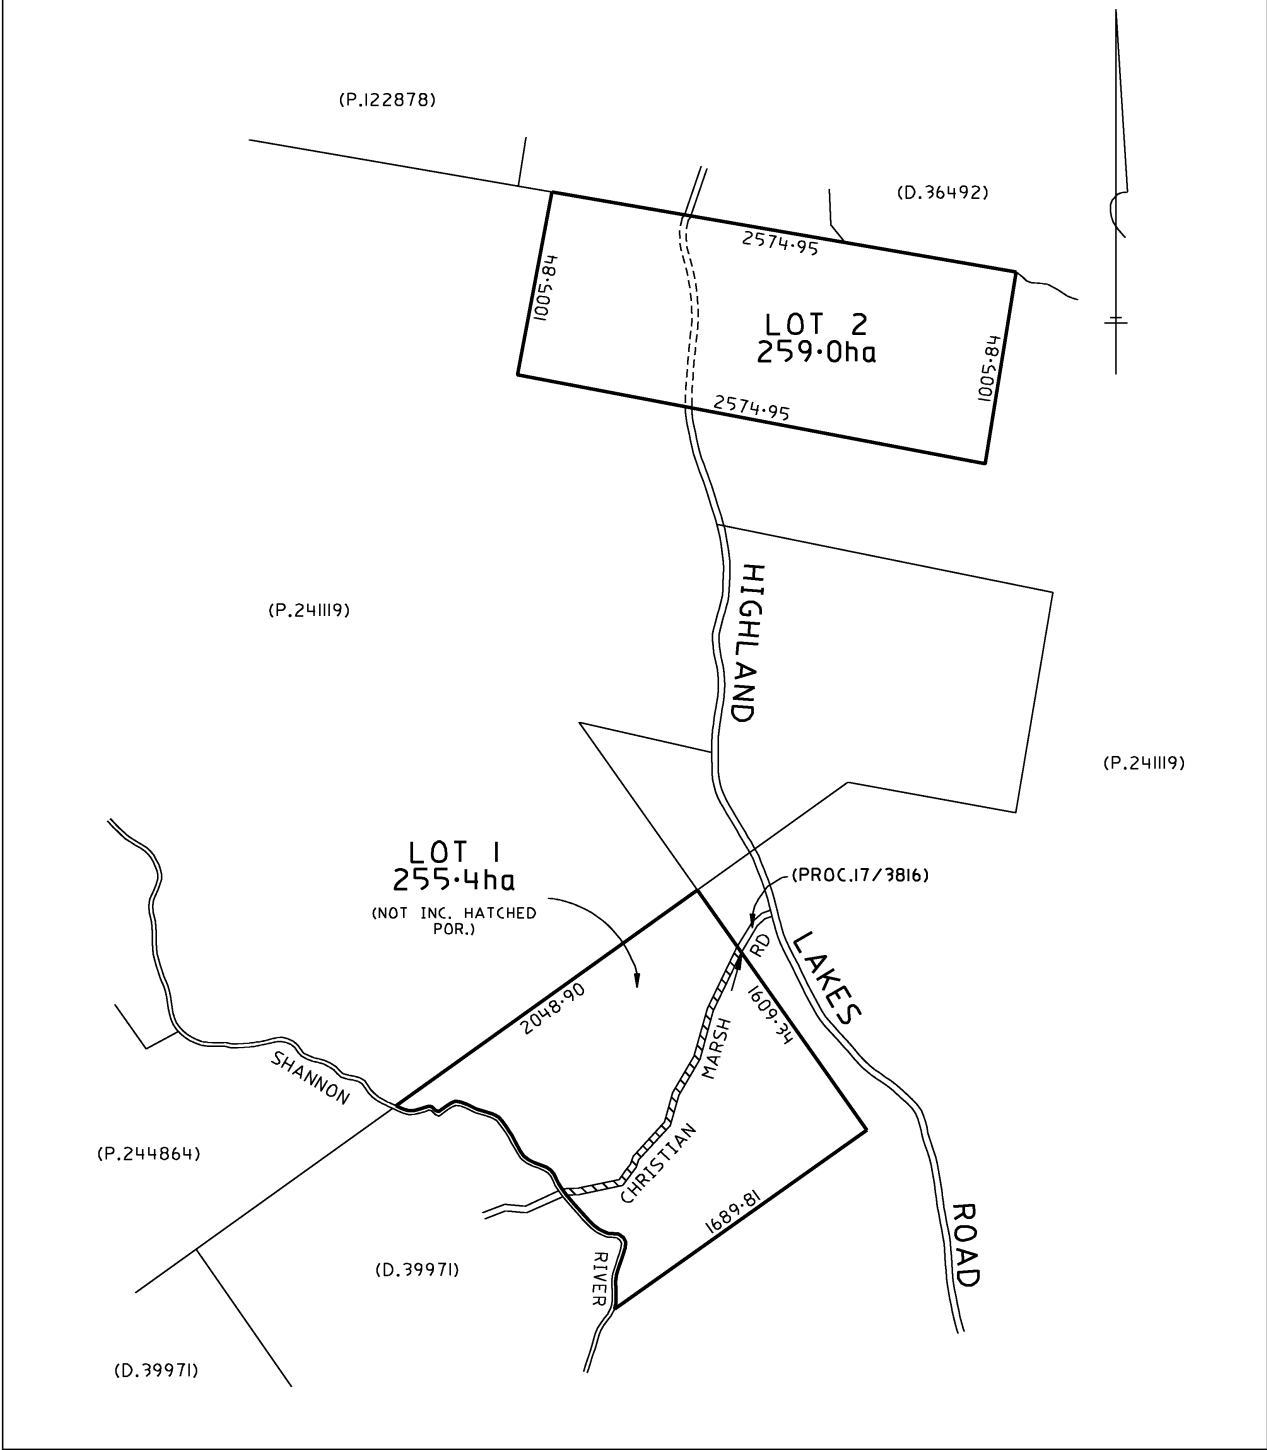 (P.122878)
(D.36492)
2574·95
1005·84
LOT 2
259·0ha
1005·84
2574·95
HIGHLAND
(P.241119)
(P.241119)
LOT 1
255·4ha
(NOT INC. HATCHED
POR.)
(PROC.17/3816)
RD
LAKES
2048·90
1609·34
MARSH
SHANNON
CHRISTIAN
(P.244864)
1689·81
ROAD
(D.39971)
RIVER
(D.39971)